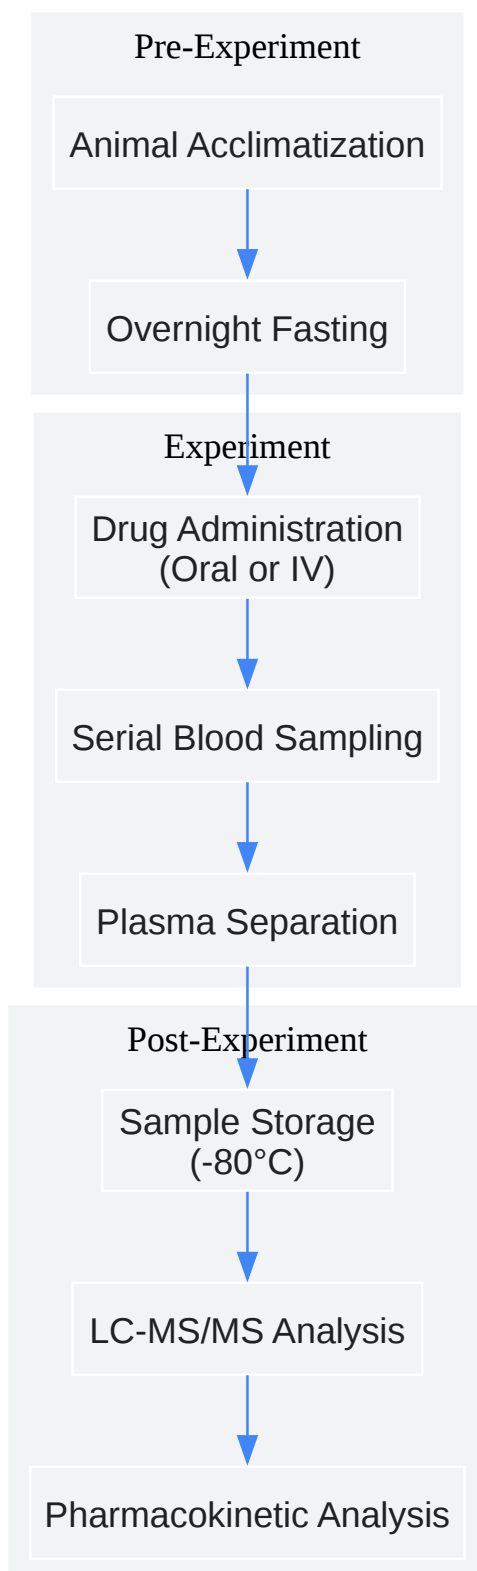 Pre-Experiment
Animal Acclimatization
Overnight Fasting
Experiment
Drug Administration
(Oral or IV)
Serial Blood Sampling
Plasma Separation
Post-Experiment
Sample Storage
(-80°C)
LC-MS/MS Analysis
Pharmacokinetic Analysis